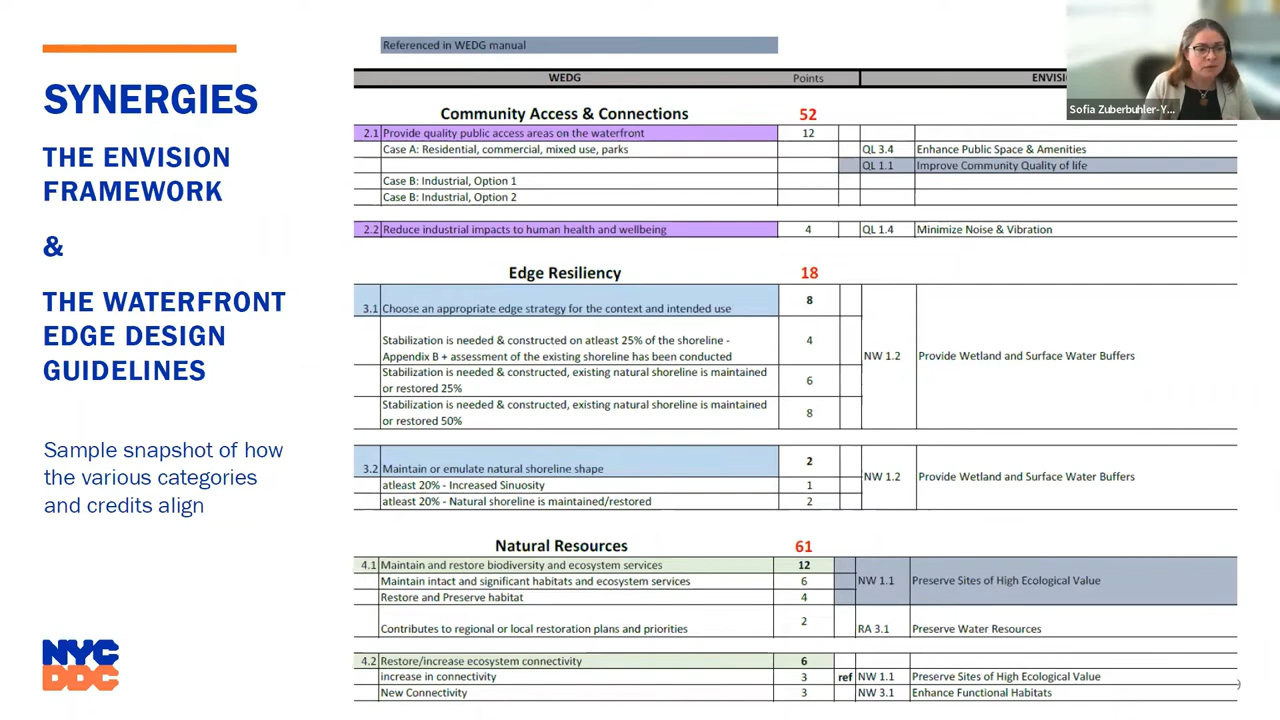 SYNERGIES
THE ENVISION
FRAMEWORK
&
THE WATERFRONT
EDGE DESIGN
GUIDELINES
Sample snapshot of how
the various categories
and credits align
NYC
DDC
Referenced in WEDG manual
WEDG Points ENVISI
Community Access & Connections 52
2.1 Provide quality public access areas on the waterfront 12
Case A: Residential, commercial, mixed use, parks QL 3.4 Enhance Public Space & Amenities
QL 1.1 Improve Community Quality of life
Case B: Industrial, Option 1
Case B: Industrial, Option 2
2.2 Reduce industrial impacts to human health and wellbeing 4 QL 1.4 Minimize Noise & Vibration
Edge Resiliency 18
3.1 Choose an appropriate edge strategy for the context and intended use 8
Stabilization is needed & constructed on atleast 25% of the shoreline -
Appendix B + assessment of the existing shoreline has been conducted 4
NW 1.2 Provide Wetland and Surface Water Buffers
Stabilization is needed & constructed, existing natural shoreline is maintained
or restored 25% 6
Stabilization is needed & constructed, existing natural shoreline is maintained
or restored 50% 8
3.2 Maintain or emulate natural shoreline shape 2
NW 1.2 Provide Wetland and Surface Water Buffers
atleast 20% - Increased Sinuosity 1
atleast 20% - Natural shoreline is maintained/restored 2
Natural Resources 61
4.1 Maintain and restore biodiversity and ecosystem services 12
Maintain intact and significant habitats and ecosystem services 6 NW 1.1 Preserve Sites of High Ecological Value
Restore and Preserve habitat 4
Contributes to regional or local restoration plans and priorities 2 RA 3.1 Preserve Water Resources
4.2 Restore/increase ecosystem connectivity 6
increase in connectivity 3 ref NW 1.1 Preserve Sites of High Ecological Value
New Connectivity 3 NW 3.1 Enhance Functional Habitats
Sofia Zuberbuhler-Y...